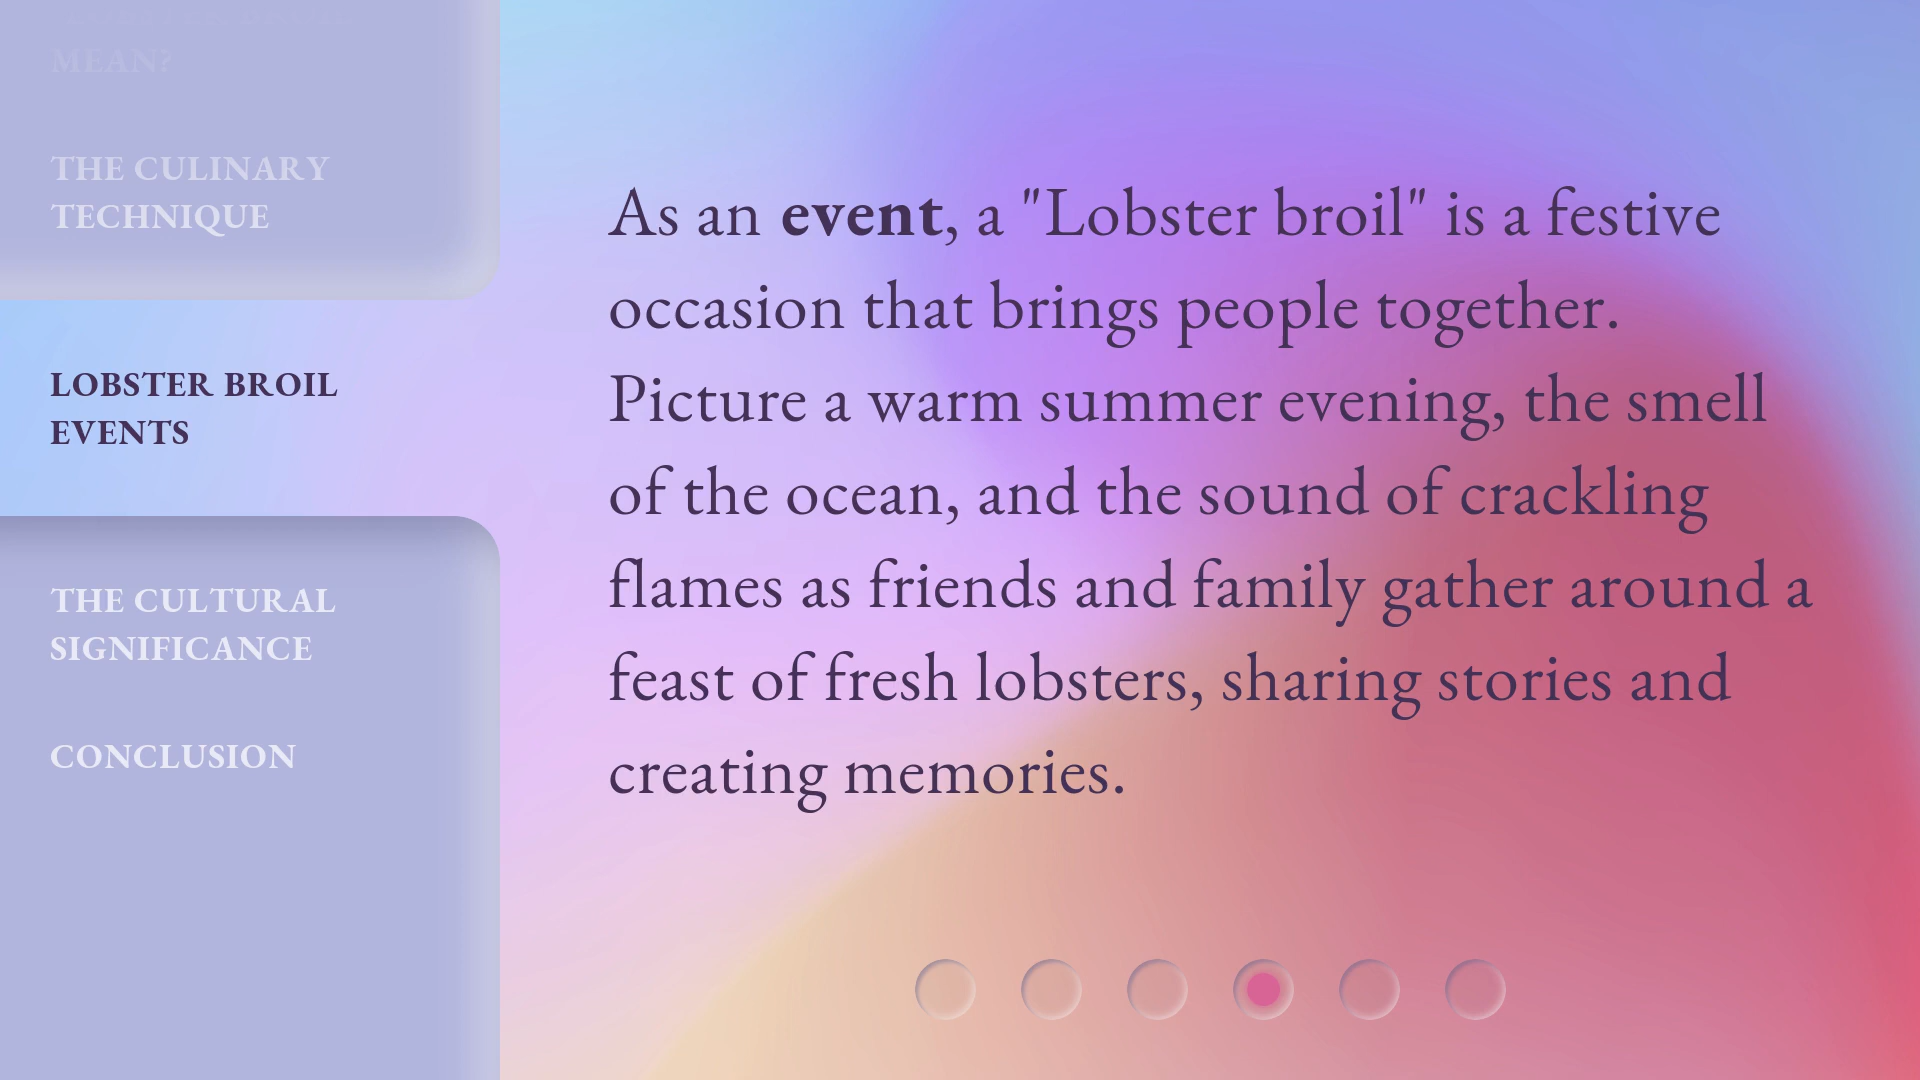 MEAN?
THE CULINARY
TECHNIQUE
LOBSTER BROIL
EVENTS
THE CULTURAL
SIGNIFICANCE
CONCLUSION
As an event, a "Lobster broil" is a festive
occasion that brings people together.
Picture a warm summer evening, the smell
of the ocean, and the sound of crackling
flames as friends and family gather around a
feast of fresh lobsters, sharing stories and
creating memories.